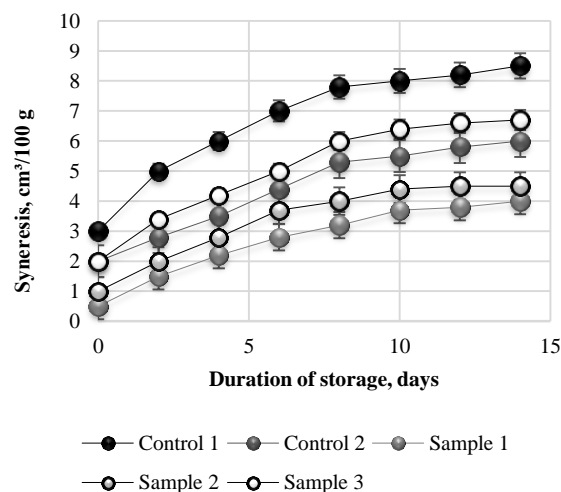 10
9
8
7
6
5
4
3
2
1
0
Syneresis, cm³/100 g
0 5 10 15
Duration of storage, days
Control 1 Control 2 Sample 1
Sample 2 Sample 3